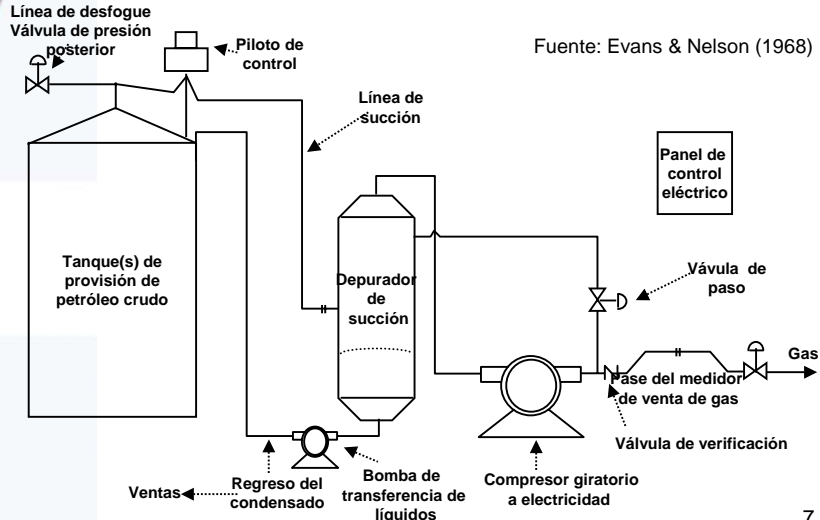 Línea de desfogue
Válvula de presión
posterior
Piloto de
control
Fuente: Evans & Nelson (1968)
Línea de
succión
Panel de
control
eléctrico
Tanque(s) de
provisión de
petróleo crudo
Depurador
de
succión
Vávula de
paso
Gas
Pase del medidor
de venta de gas
Válvula de verificación
Ventas
Regreso del
condensado
Bomba de
transferencia de
líquidos
Compresor giratorio
a electricidad
7